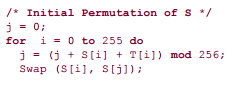 /* Initial Permutation of S */
j = 0;
for i = 0 to 255 do
j = (j + S[i] + T[i]) mod 256;
Swap (S[i], S[j]);